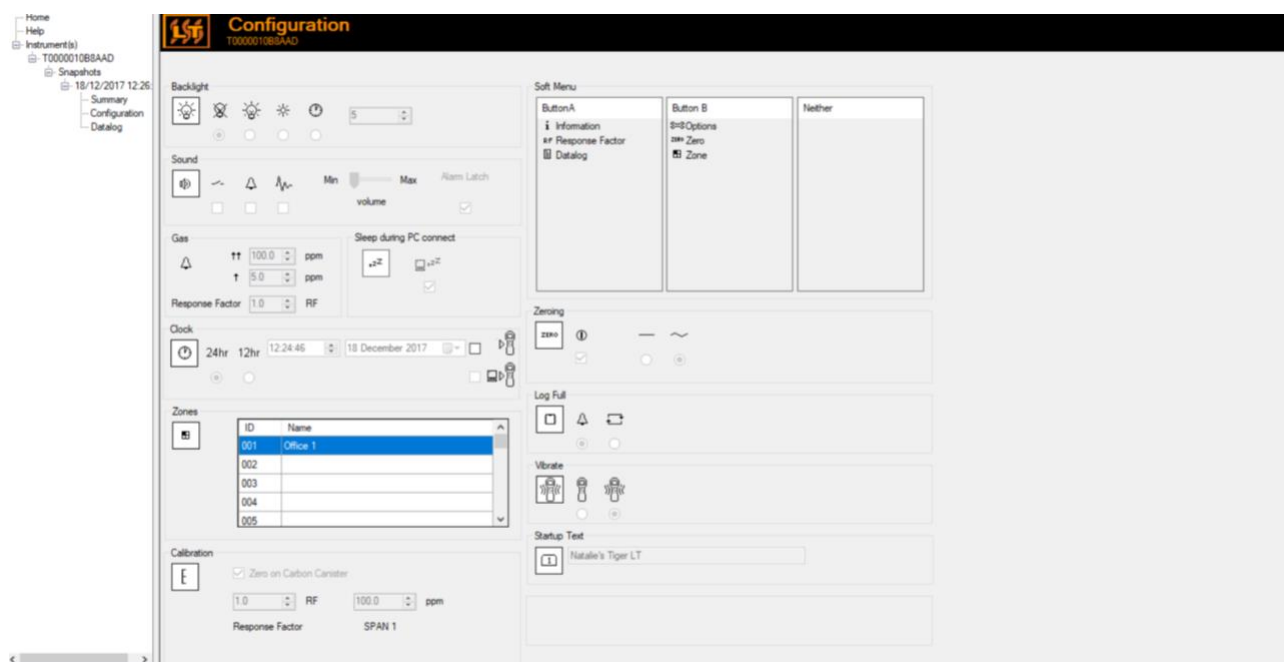 Home
Help
Instrument(s)
T0000010B8AAD
Snapshots
18/12/2017 12:26:
Summary
Configuration
Datalog
Configuration
T0000010B8AAD
Backlight
5
Sound
Min
Max
volume
Alarm Latch
Gas
100.0 ppm
5.0 ppm
Response Factor 1.0 RF
Sleep during PC connect
Clock
24hr 12hr 12:24:46 18 December 2017
Zones
ID Name
001 Office 1
002
003
004
005
Calibration
Zero on Carbon Canister
1.0 RF 100.0 ppm
Response Factor SPAN 1
Soft Menu
Button A
i Information
RF Response Factor
Datalog
Button B
Options
ZERO Zero
Zone
Neither
Zeroing
ZERO
Log Full
Vibrate
Startup Text
Natalie's Tiger LT